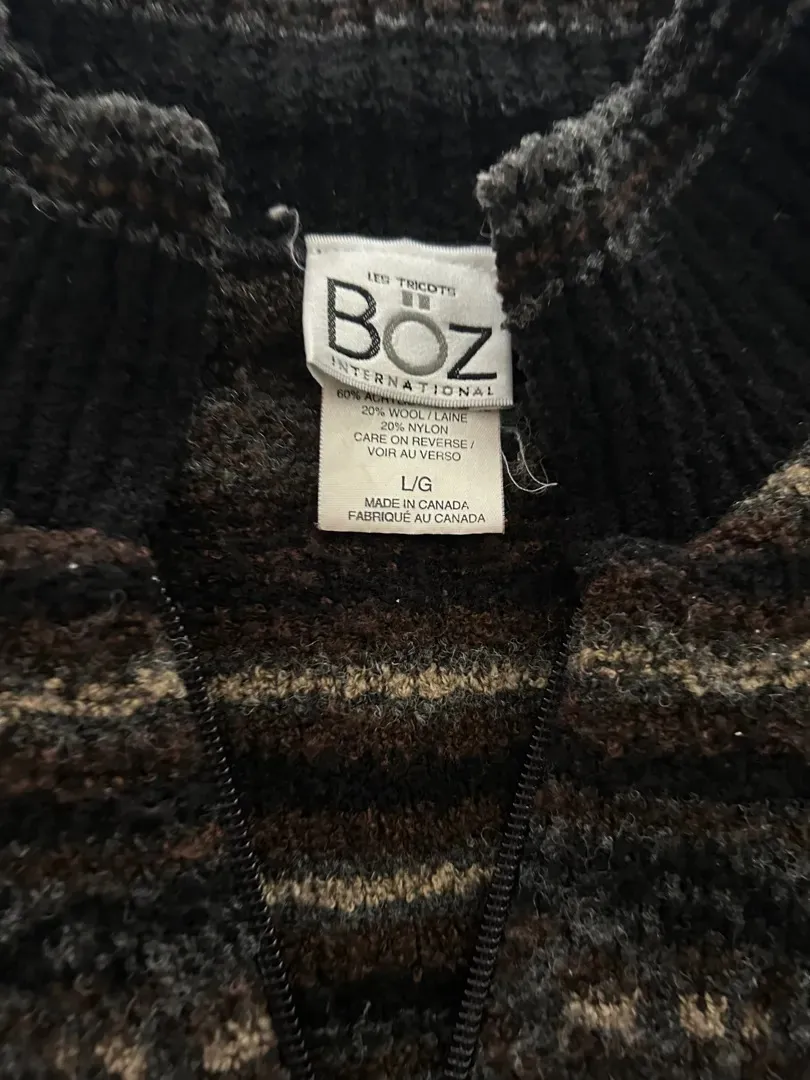 LES TRICOTS
BÖZ
INTERNATIONAL
60%
20% WOOL / LAINE
20% NYLON
CARE ON REVERSE /
VOIR AU VERSO
L/G
MADE IN CANADA
FABRIQUÉ AU CANADA